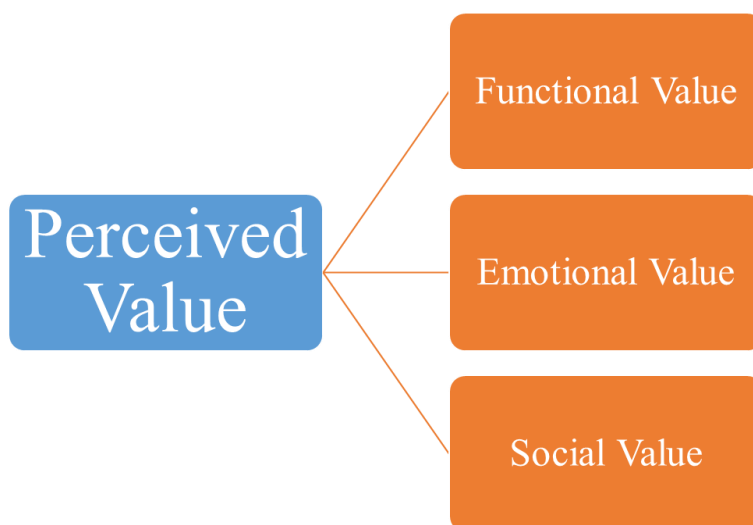 Perceived
Value
Functional Value
Emotional Value
Social Value